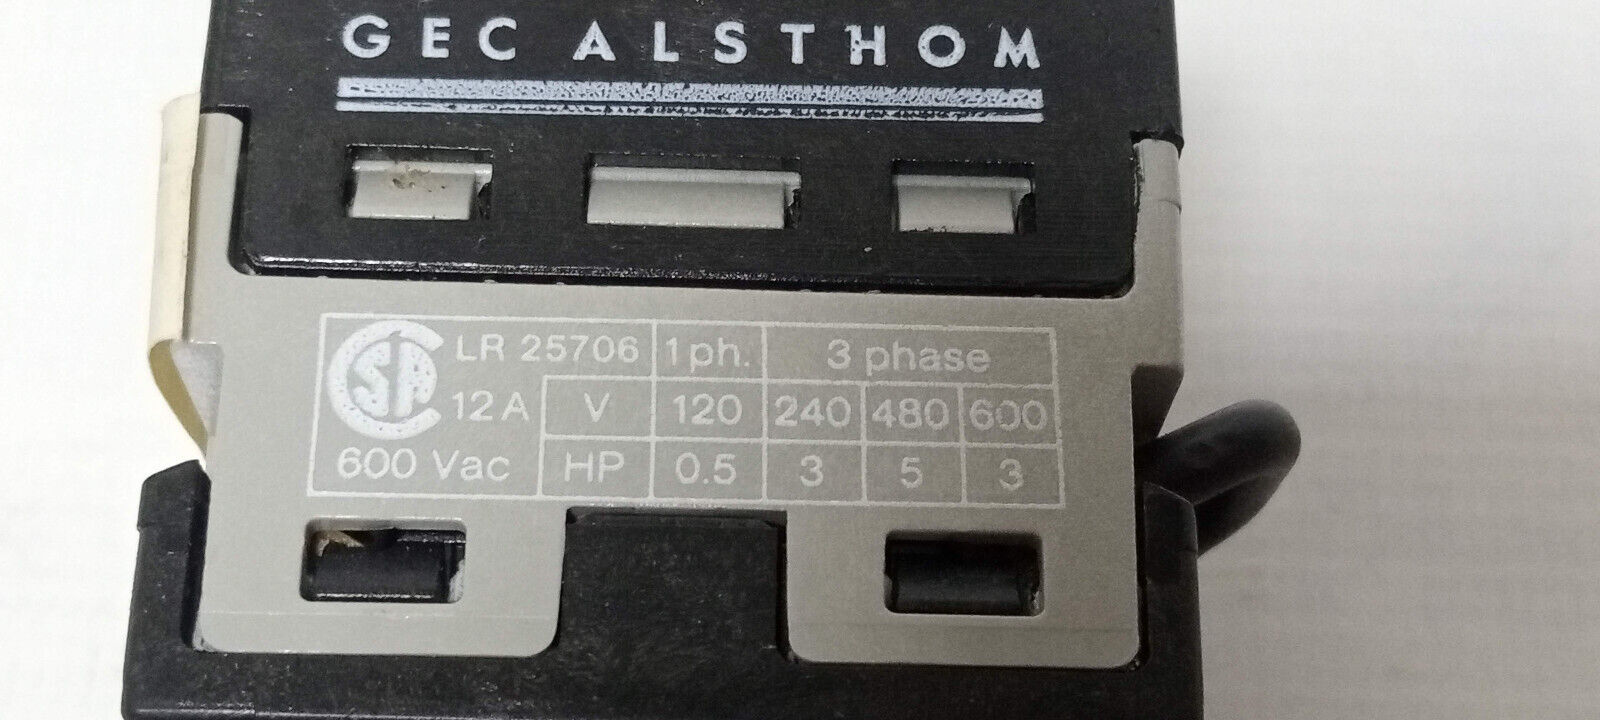 GEC ALSTHOM
LR 25706 1ph. 3 phase
12A V 120 240 480 600
600 Vac HP 0.5 3 5 3